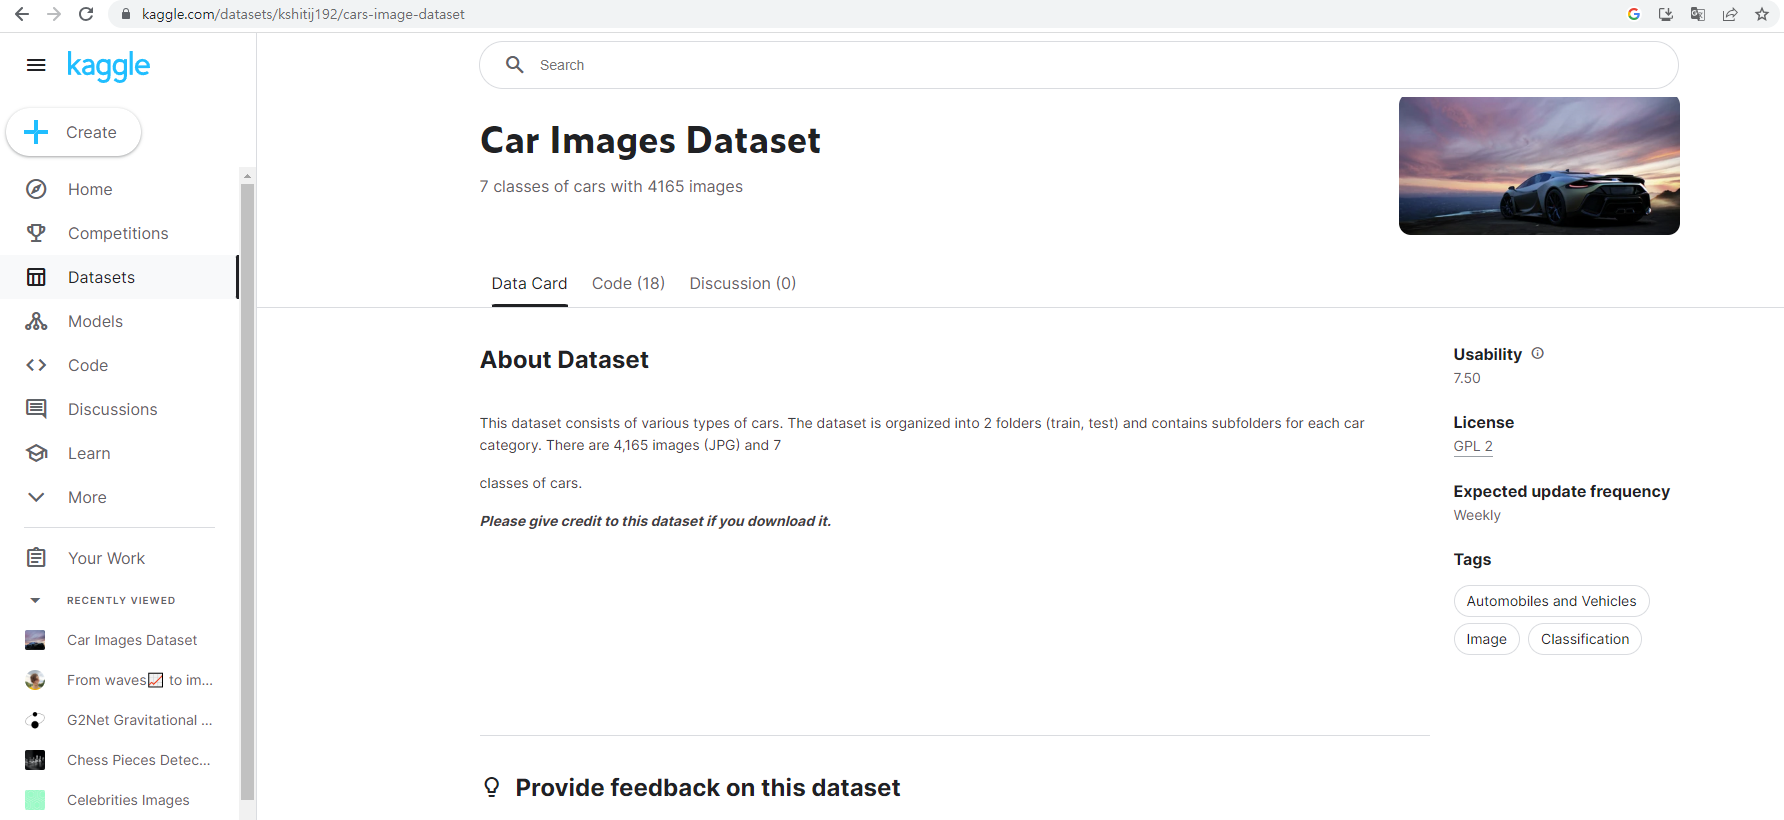 kaggle.com/datasets/kshitij192/cars-image-dataset
kaggle
Search
Create
Home
Competitions
Datasets
Models
Code
Discussions
Learn
More
Your Work
RECENTLY VIEWED
Car Images Dataset
From waves📈 to im...
G2Net Gravitational ...
Chess Pieces Detec...
Celebrities Images
Car Images Dataset
7 classes of cars with 4165 images
Data Card Code (18) Discussion (0)
About Dataset
This dataset consists of various types of cars. The dataset is organized into 2 folders (train, test) and contains subfolders for each car
category. There are 4,165 images (JPG) and 7
classes of cars.
Please give credit to this dataset if you download it.
Usability
7.50
License
GPL 2
Expected update frequency
Weekly
Tags
Automobiles and Vehicles
Image Classification
Provide feedback on this dataset